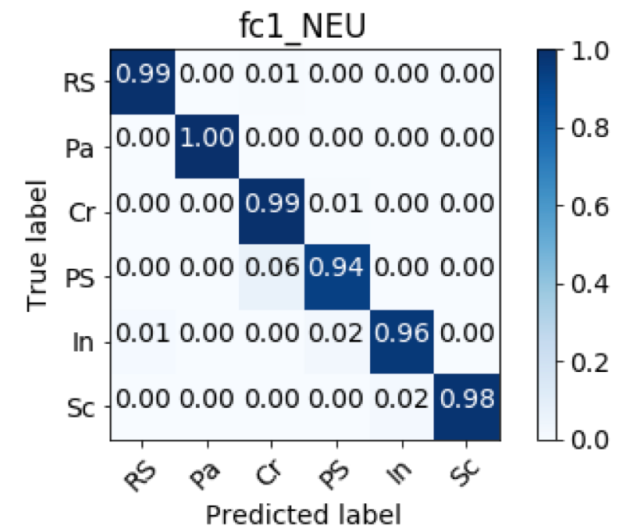 fc1_NEU
RS 0.99 0.00 0.01 0.00 0.00 0.00
Pa 0.00 1.00 0.00 0.00 0.00 0.00
Cr 0.00 0.00 0.99 0.01 0.00 0.00
PS 0.00 0.00 0.06 0.94 0.00 0.00
In 0.01 0.00 0.00 0.02 0.96 0.00
Sc 0.00 0.00 0.00 0.00 0.02 0.98
RS Pa Cr PS In Sc
True label
Predicted label
1.0
0.8
0.6
0.4
0.2
0.0